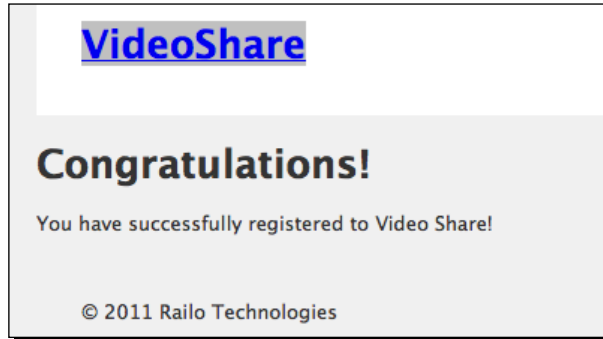 VideoShare
Congratulations!
You have successfully registered to Video Share!
© 2011 Railo Technologies